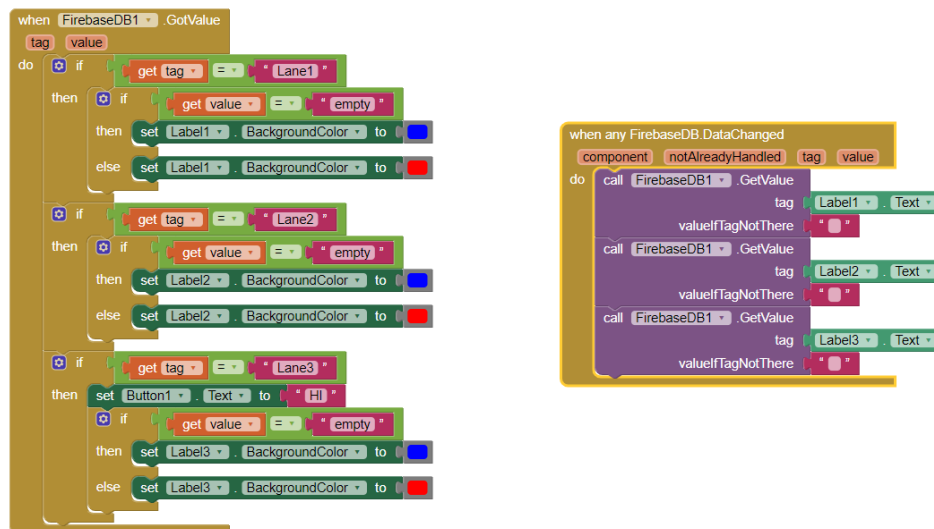 when FirebaseDB1 .GotValue
tag value
do if get tag = " Lane1 "
then if get value = " empty "
then set Label1 . BackgroundColor to
else set Label1 . BackgroundColor to
if get tag = " Lane2 "
then if get value = " empty "
then set Label2 . BackgroundColor to
else set Label2 . BackgroundColor to
if get tag = " Lane3 "
then set Button1 . Text to " HI "
if get value = " empty "
then set Label3 . BackgroundColor to
else set Label3 . BackgroundColor to
when any FirebaseDB.DataChanged
component notAlreadyHandled tag value
do call FirebaseDB1 .GetValue
tag Label1 . Text
valueIfTagNotThere " "
call FirebaseDB1 .GetValue
tag Label2 . Text
valueIfTagNotThere " "
call FirebaseDB1 .GetValue
tag Label3 . Text
valueIfTagNotThere " "